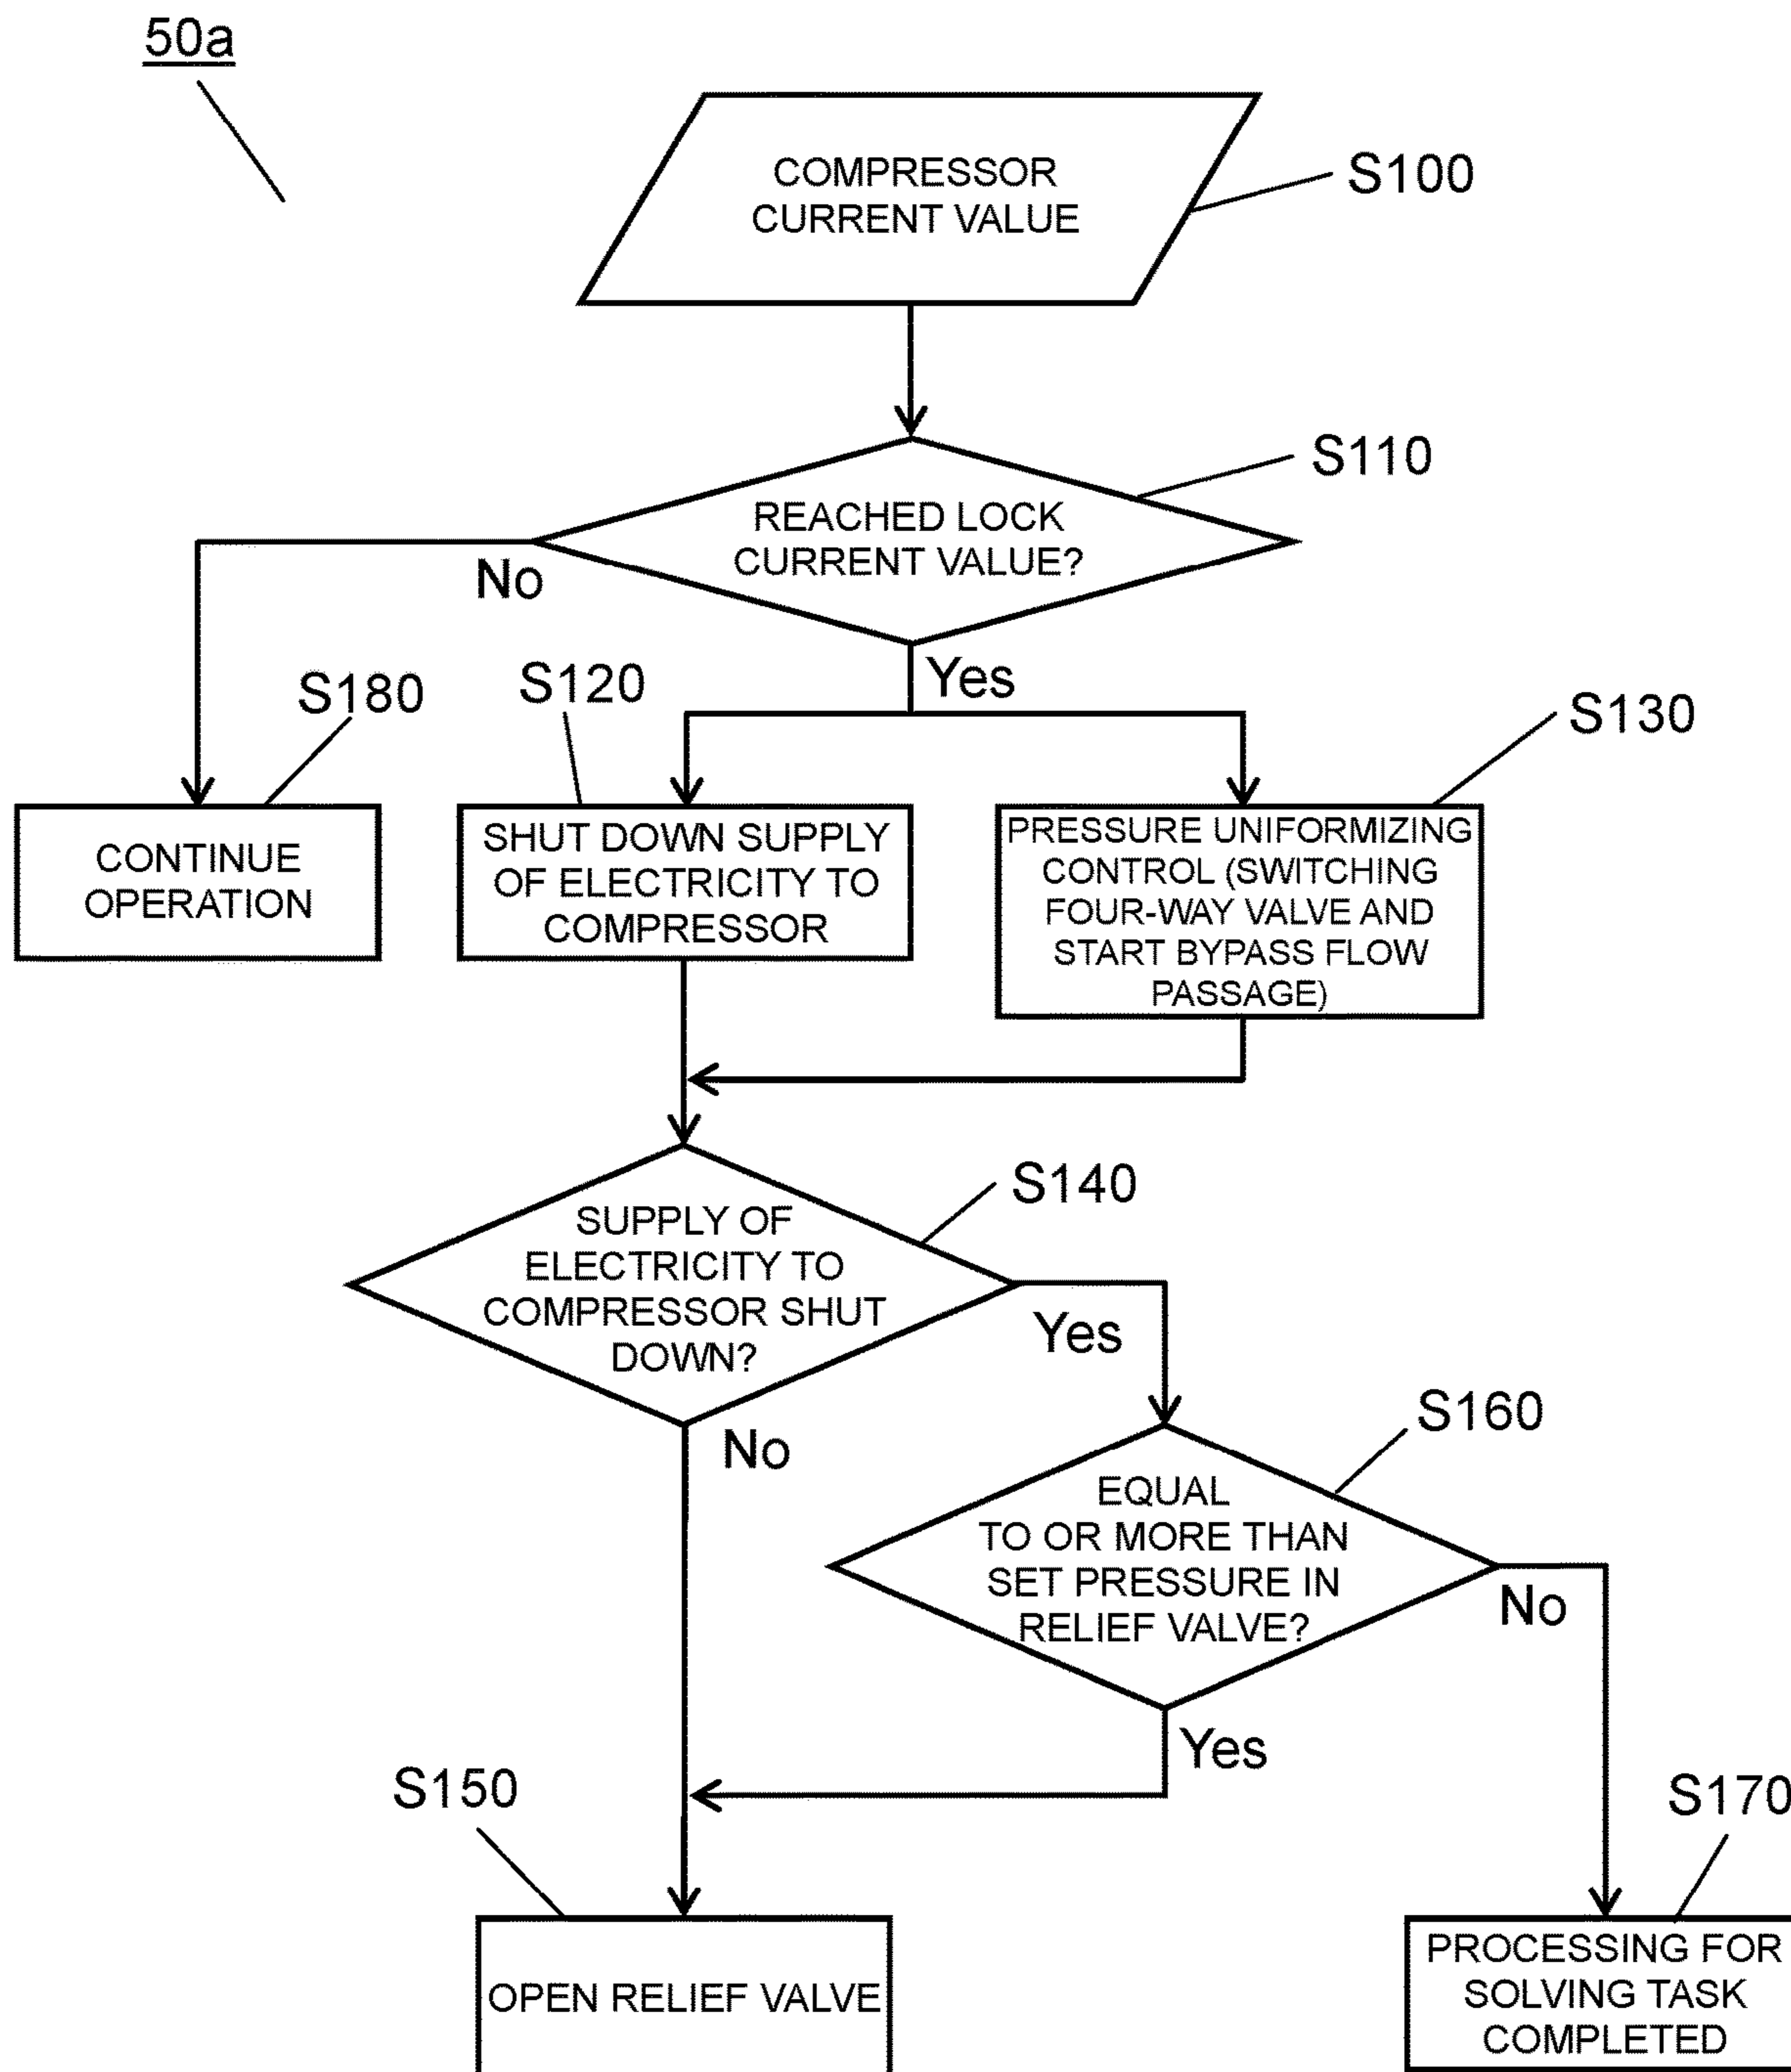 50a
COMPRESSOR
CURRENT VALUE
S100
S110
REACHED LOCK
CURRENT VALUE?
No
Yes
S180
S120
S130
CONTINUE
OPERATION
SHUT DOWN SUPPLY
OF ELECTRICITY TO
COMPRESSOR
PRESSURE UNIFORMIZING
CONTROL (SWITCHING
FOUR-WAY VALVE AND
START BYPASS FLOW
PASSAGE)
S140
SUPPLY OF
ELECTRICITY TO
COMPRESSOR SHUT
DOWN?
Yes
No
S160
EQUAL
TO OR MORE THAN
SET PRESSURE IN
RELIEF VALVE?
No
Yes
S150
S170
OPEN RELIEF VALVE
PROCESSING FOR
SOLVING TASK
COMPLETED